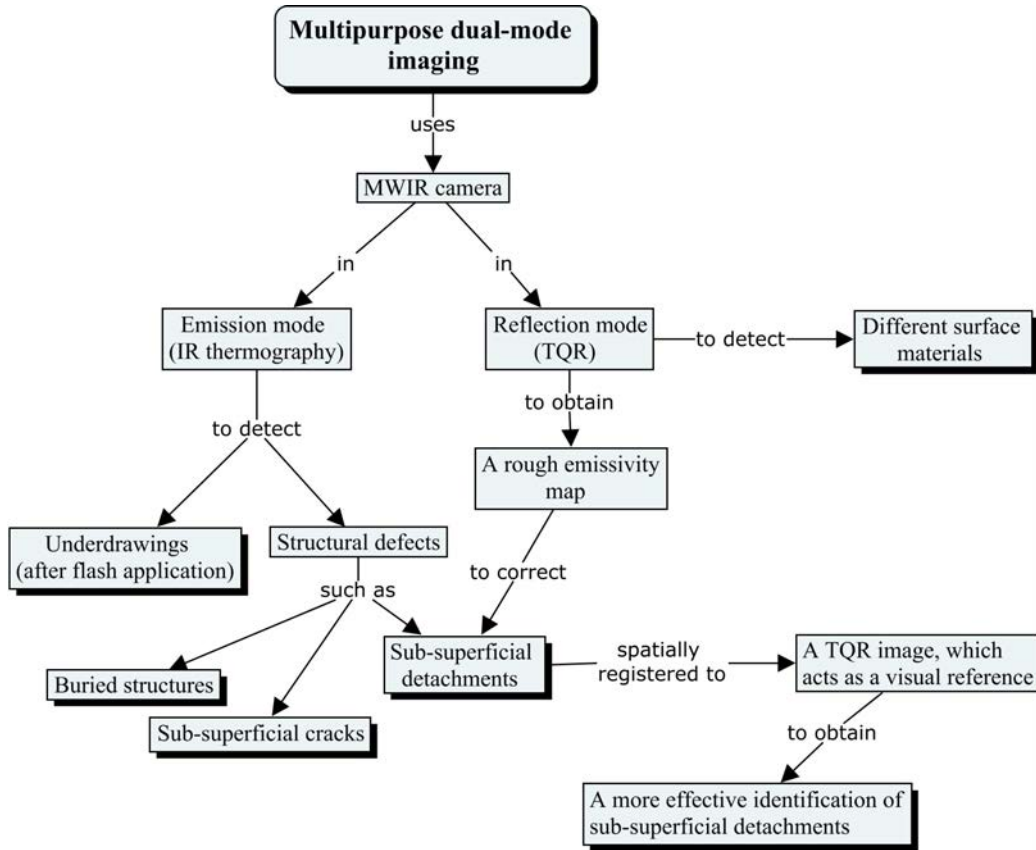 Multipurpose dual-mode
imaging
uses
MWIR camera
in
in
Emission mode
(IR thermography)
Reflection mode
(TQR)
to detect
Different surface
materials
to obtain
to detect
A rough emissivity
map
Underdrawings
(after flash application)
Structural defects
to correct
such as
Sub-superficial
detachments
spatially
registered to
A TQR image, which
acts as a visual reference
Buried structures
Sub-superficial cracks
to obtain
A more effective identification of
sub-superficial detachments